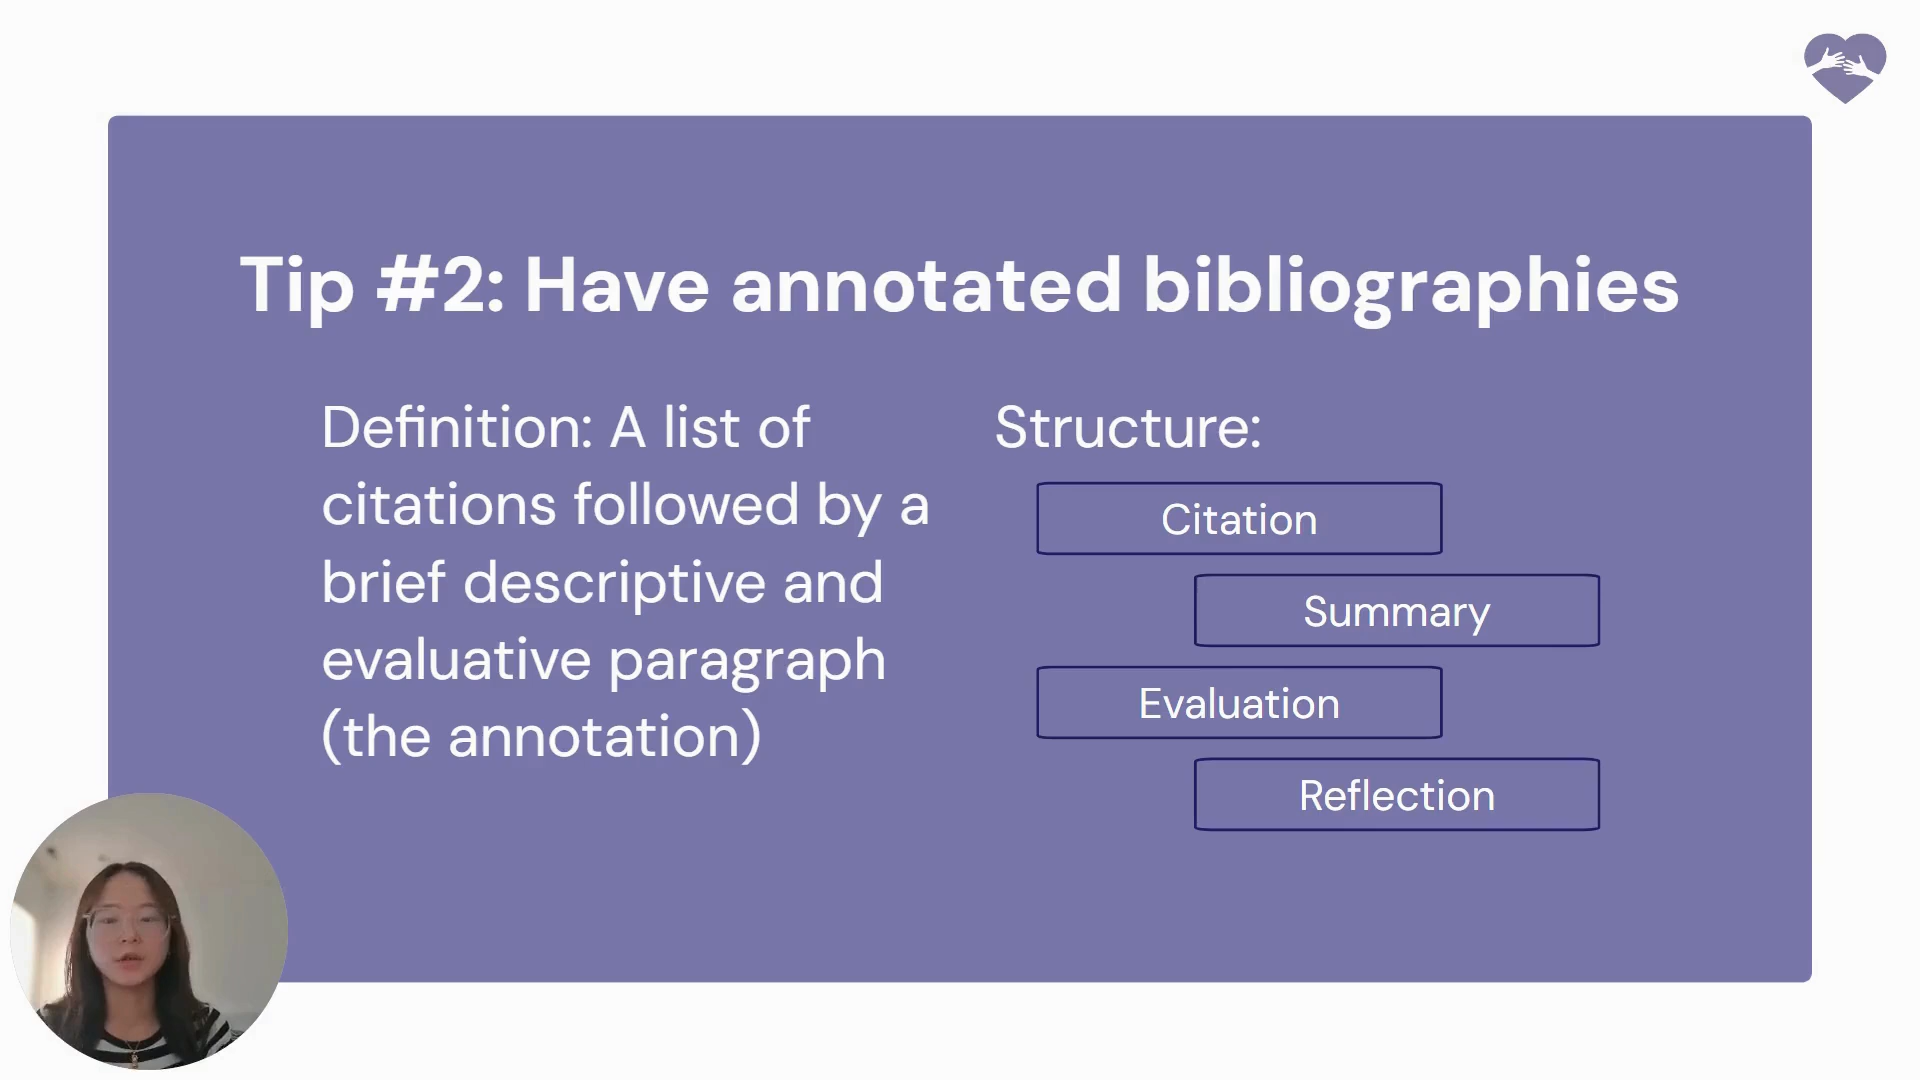 Tip #2: Have annotated bibliographies
Definition: A list of
citations followed by a
brief descriptive and
evaluative paragraph
(the annotation)
Structure:
Citation
Summary
Evaluation
Reflection